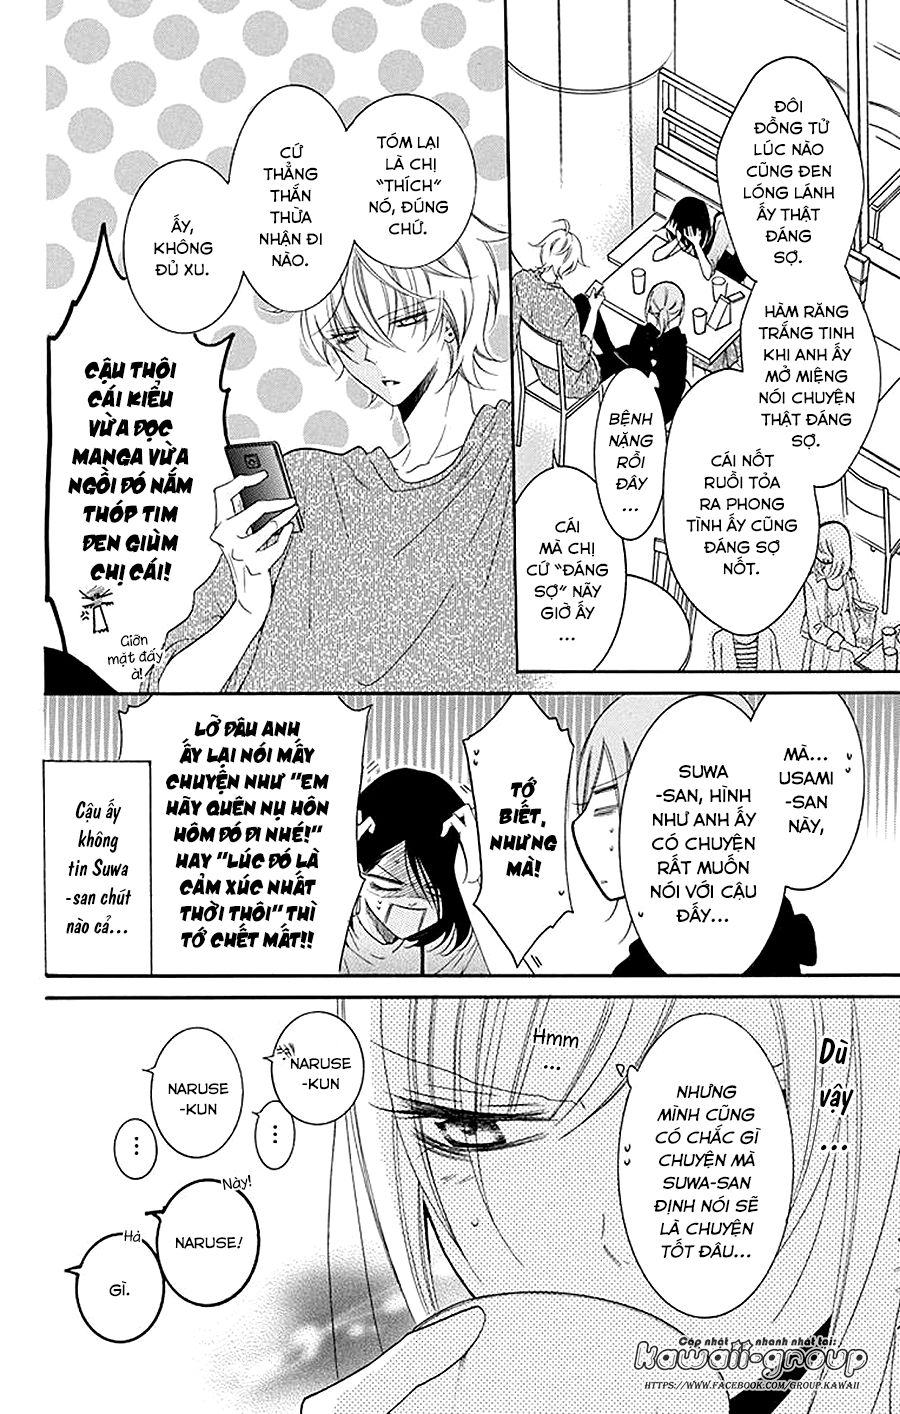 ĐÔI
ĐỒNG TỬ
LÚC NÀO
CŨNG ĐEN
LÓNG LÁNH
ẤY THẬT
ĐÁNG
SỢ.
HÀM RĂNG
TRẮNG TINH
KHI ANH ẤY
MỞ MIỆNG
NÓI CHUYỆN
THẬT ĐÁNG
SỢ.
CÁI NỐT
RUỒI TỎA
RA PHONG
TÌNH ẤY CŨNG
ĐÁNG SỢ
NỐT.
BỆNH
NẶNG
RỒI
ĐÂY
...
CÁI
MÀ CHỊ
CỨ "ĐÁNG
SỢ" NÃY
GIỜ ẤY
...
TÓM LẠI
LÀ CHỊ
"THÍCH"
NÓ, ĐÚNG
CHỨ.
CỨ
THẲNG
THẮN
THỪA
NHẬN ĐI
NÀO.
ẤY,
KHÔNG
ĐỦ XU.
CẬU THÔI
CÁI KIỂU
VỪA ĐỌC
MANGA VỪA
NGỒI ĐÓ NẮM
THÓP TIM
ĐEN GIÙM
CHỊ CÁI!
Giỡn
mặt đấy
à!
MÀ...
USAMI
-SAN
NÀY,
SUWA
-SAN, HÌNH
NHƯ ANH ẤY
CÓ CHUYỆN
RẤT MUỐN
NÓI VỚI CẬU
ĐẤY...
TỚ
BIẾT,
NHƯNG
MÀ!
LỠ ĐÂU ANH
ẤY LẠI NÓI MẤY
CHUYỆN NHƯ "EM
HÃY QUÊN NỤ HÔN
HÔM ĐÓ ĐI NHÉ!"
HAY "LÚC ĐÓ LÀ
CẢM XÚC NHẤT
THỜI THÔI" THÌ
TỚ CHẾT MẤT!!
Cậu ấy
không
tin Suwa
-san chút
nào cả...
Dù
vậy
...
NHƯNG
MÌNH CŨNG
CÓ CHẮC GÌ
CHUYỆN MÀ
SUWA-SAN
ĐỊNH NÓI SẼ
LÀ CHUYỆN
TỐT ĐÂU...
Hmm
...
NARUSE
-KUN
...
NARUSE
-KUN
...
Này!
NARUSE!
Hả
GÌ.
Cập nhật nhanh nhất tại:
kawaii-group
HTTPS://WWW.FACEBOOK.COM/GROUP.KAWAII